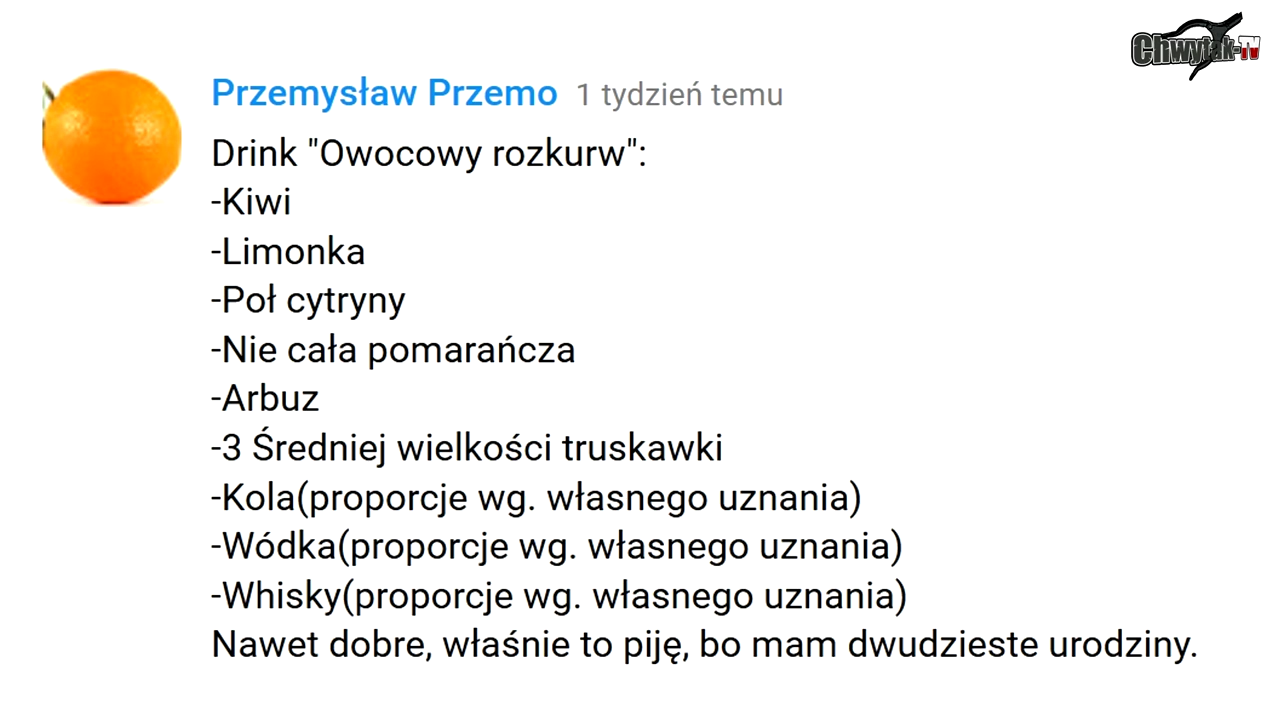 Chwytak-TV
Przemysław Przemo 1 tydzień temu
Drink "Owocowy rozkurw":
-Kiwi
-Limonka
-Poł cytryny
-Nie cała pomarańcza
-Arbuz
-3 Średniej wielkości truskawki
-Kola(proporcje wg. własnego uznania)
-Wódka(proporcje wg. własnego uznania)
-Whisky(proporcje wg. własnego uznania)
Nawet dobre, właśnie to piję, bo mam dwudzieste urodziny.